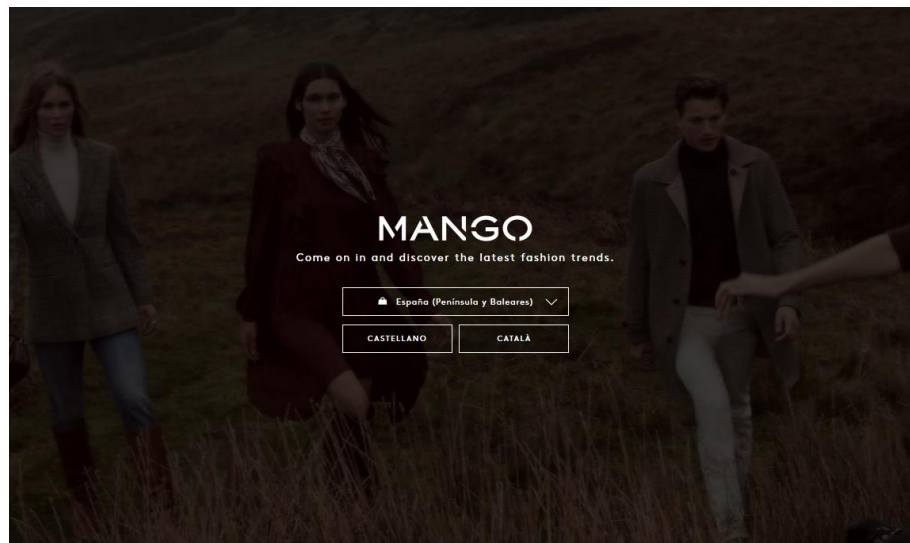 MANGO
Come on in and discover the latest fashion trends.
España (Península y Baleares)
CASTELLANO CATALÀ